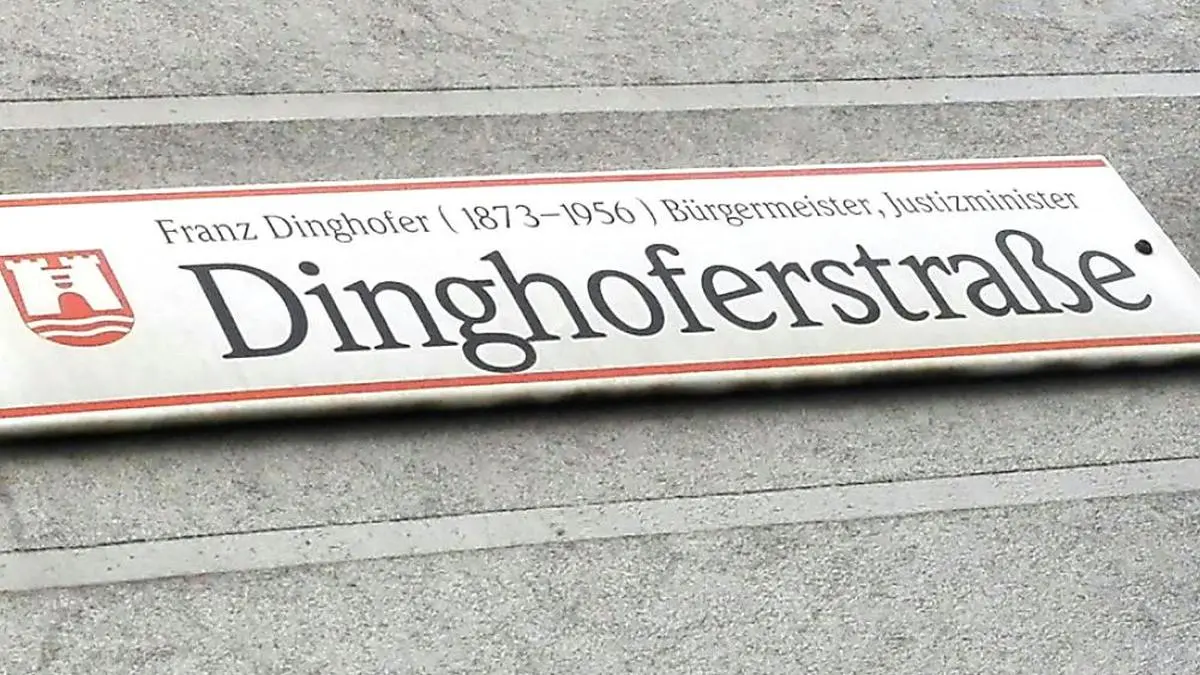 Franz Dinghofer ( 1873–1956 ) Bürgermeister, Justizminister
Dinghoferstraße